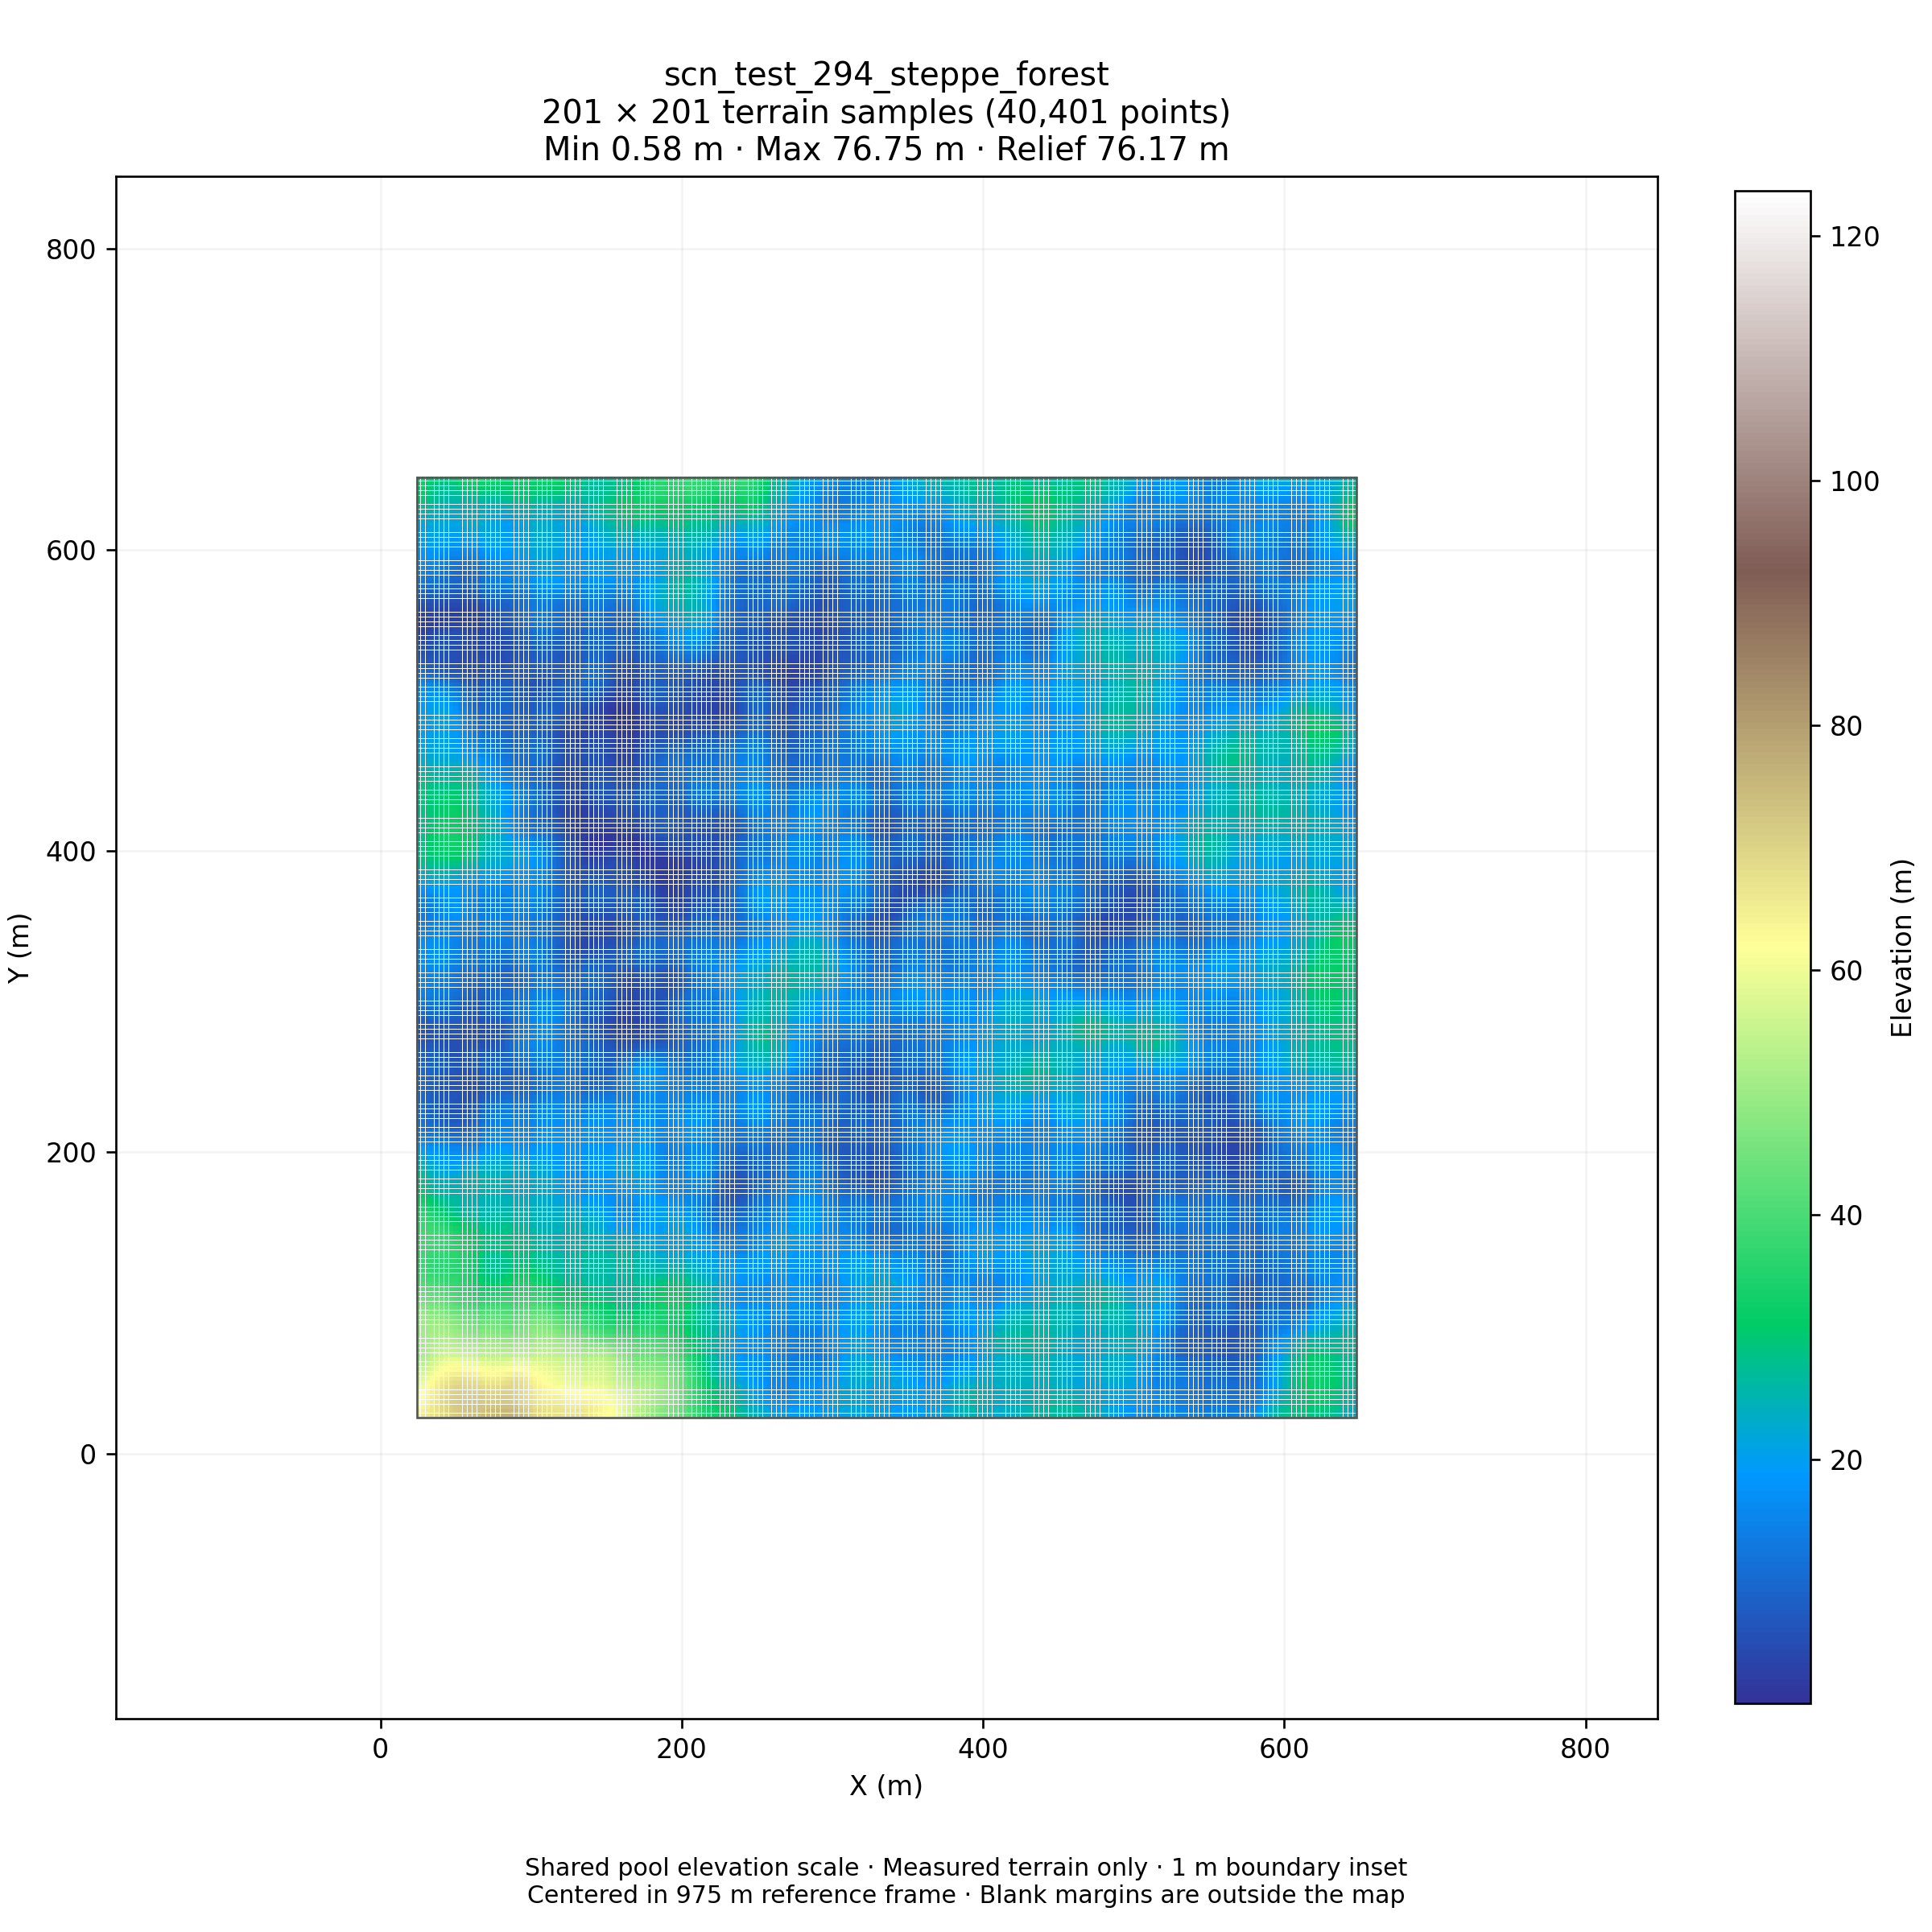 scn_test_294_steppe_forest
201 × 201 terrain samples (40,401 points)
Min 0.58 m · Max 76.75 m · Relief 76.17 m
800
600
400
200
0
Y (m)
0
200
400
600
800
X (m)
120
100
80
60
40
20
Elevation (m)
Shared pool elevation scale · Measured terrain only · 1 m boundary inset
Centered in 975 m reference frame · Blank margins are outside the map